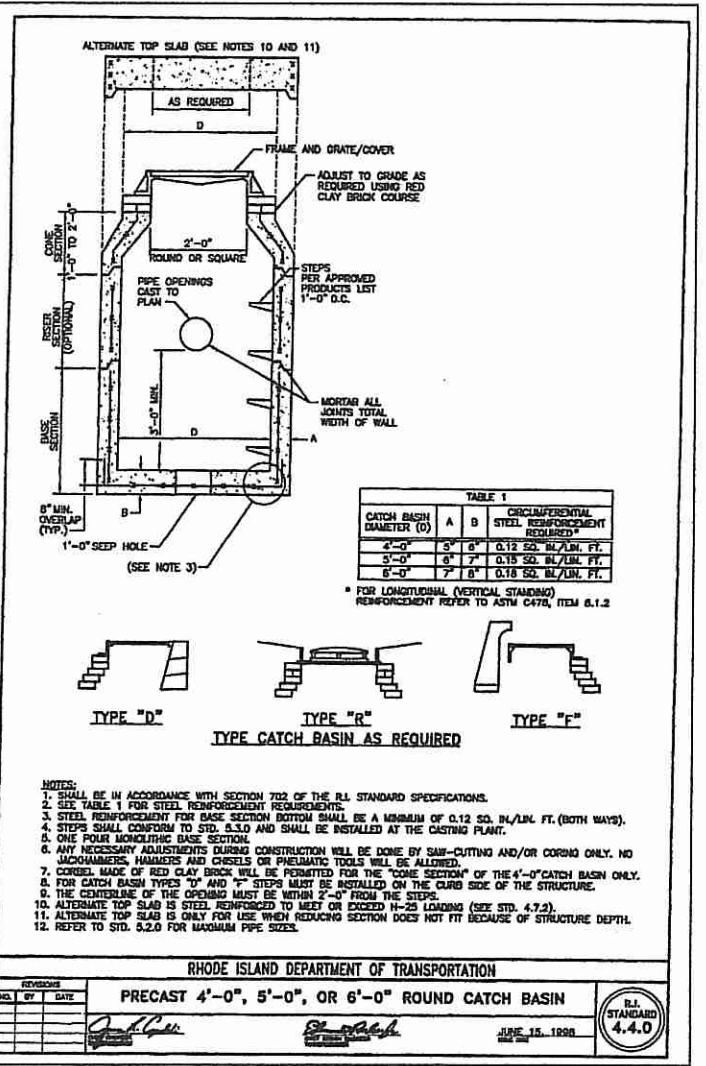 ALTERNATE TOP SLAB (SEE NOTES 10 AND 11)
AS REQUIRED
D
FRAME AND GRATE/COVER
ADJUST TO GRADE AS
REQUIRED USING RED
CLAY BRICK COURSE
CONE
SECTION
1'-0" TO 2'-0"
2'-0"
ROUND OR SQUARE
STEPS
PER APPROVED
PRODUCTS LIST
1'-0" O.C.
PIPE OPENINGS
CAST TO
PLAN
RISER
SECTION
(OPTIONAL)
3'-0" MIN.
MORTAR ALL
JOINTS TOTAL
WIDTH OF WALL
BASE
SECTION
D
A
8" MIN.
OVERLAP
(TYP.)
B
1'-0" SEEP HOLE
(SEE NOTE 3)
TABLE 1
CATCH BASIN DIAMETER (D) A B CIRCUMFERENTIAL STEEL REINFORCEMENT REQUIRED*
4'-0" 5" 6" 0.12 SQ. IN./LIN. FT.
5'-0" 6" 7" 0.15 SQ. IN./LIN. FT.
6'-0" 7" 8" 0.18 SQ. IN./LIN. FT.
* FOR LONGITUDINAL (VERTICAL STANDING)
REINFORCEMENT REFER TO ASTM C478, ITEM 8.1.2
TYPE "D"
TYPE "R"
TYPE "F"
TYPE CATCH BASIN AS REQUIRED
NOTES:
1. SHALL BE IN ACCORDANCE WITH SECTION 702 OF THE R.I. STANDARD SPECIFICATIONS.
2. SEE TABLE 1 FOR STEEL REINFORCEMENT REQUIREMENTS.
3. STEEL REINFORCEMENT FOR BASE SECTION BOTTOM SHALL BE A MINIMUM OF 0.12 SQ. IN./LIN. FT. (BOTH WAYS).
4. STEPS SHALL CONFORM TO STD. 5.3.0 AND SHALL BE INSTALLED AT THE CASTING PLANT.
5. ONE POUR MONOLITHIC BASE SECTION.
6. ANY NECESSARY ADJUSTMENTS DURING CONSTRUCTION WILL BE DONE BY SAW-CUTTING AND/OR CORING ONLY. NO
JACKHAMMERS, HAMMERS AND CHISELS OR PNEUMATIC TOOLS WILL BE ALLOWED.
7. CORBEL MADE OF RED CLAY BRICK WILL BE PERMITTED FOR THE "CONE SECTION" OF THE 4'-0" CATCH BASIN ONLY.
8. FOR CATCH BASIN TYPES "D" AND "F" STEPS MUST BE INSTALLED ON THE CURB SIDE OF THE STRUCTURE.
9. THE CENTERLINE OF THE OPENING MUST BE WITHIN 2'-0" FROM THE STEPS.
10. ALTERNATE TOP SLAB IS STEEL REINFORCED TO MEET OR EXCEED H-25 LOADING (SEE STD. 4.7.2).
11. ALTERNATE TOP SLAB IS ONLY FOR USE WHEN REDUCING SECTION DOES NOT FIT BECAUSE OF STRUCTURE DEPTH.
12. REFER TO STD. 5.2.0 FOR MAXIMUM PIPE SIZES.
RHODE ISLAND DEPARTMENT OF TRANSPORTATION
REVISIONS
NO. BY DATE
PRECAST 4'-0", 5'-0", OR 6'-0" ROUND CATCH BASIN
JUNE 15, 1998
R.I.
STANDARD
4.4.0